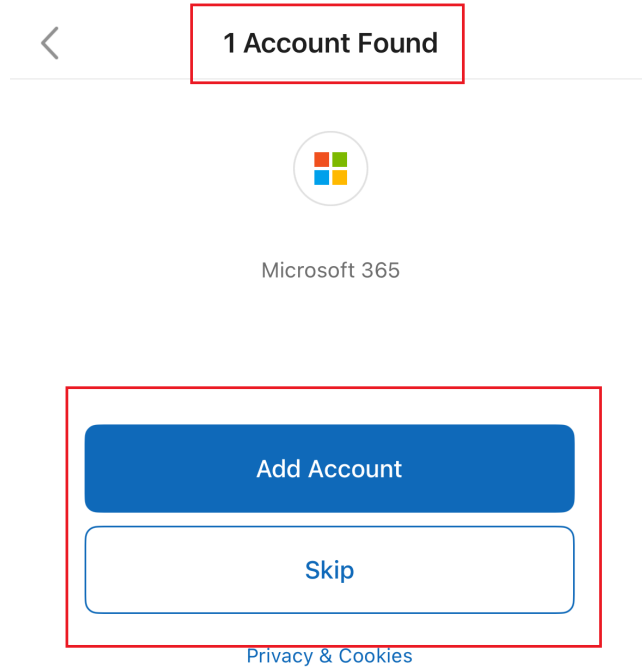 1 Account Found
Microsoft 365
Add Account
Skip
Privacy & Cookies